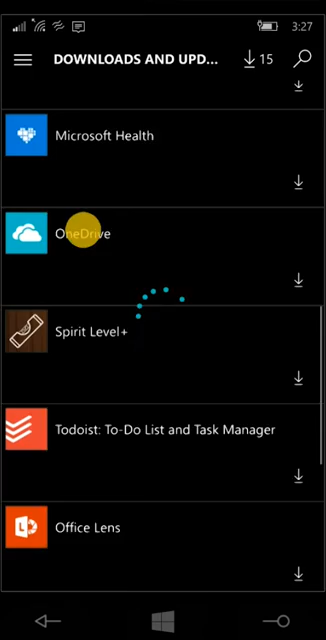 3:27
DOWNLOADS AND UPD... 15
Microsoft Health
OneDrive
Spirit Level+
Todoist: To-Do List and Task Manager
Office Lens